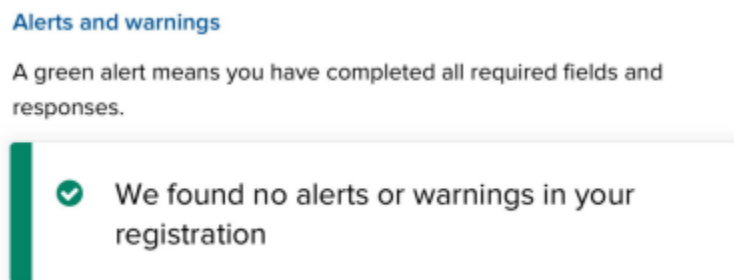 Alerts and warnings
A green alert means you have completed all required fields and
responses.
We found no alerts or warnings in your
registration